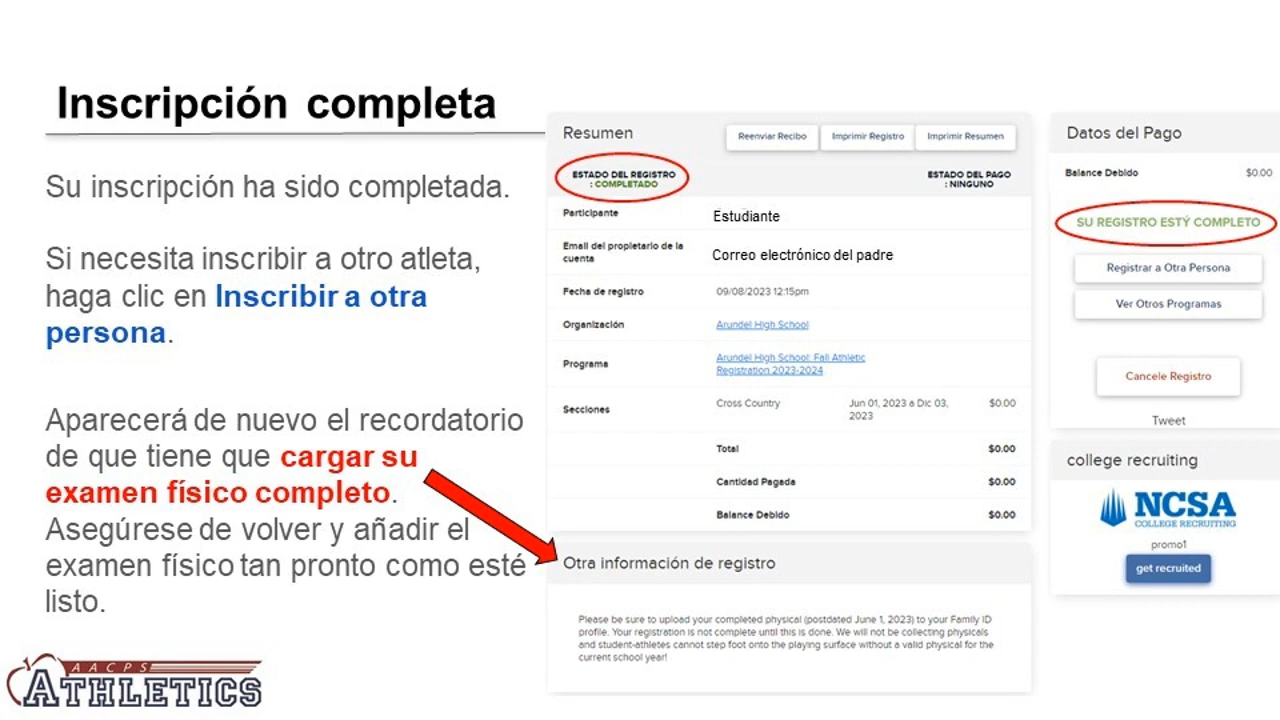 Inscripción completa
Su inscripción ha sido completada.
Si necesita inscribir a otro atleta,
haga clic en Inscribir a otra
persona.
Aparecerá de nuevo el recordatorio
de que tiene que cargar su
examen físico completo.
Asegúrese de volver y añadir el
examen físico tan pronto como esté
listo.
AACPS
ATHLETICS
Resumen
Reenviar Recibo
Imprimir Registro
Imprimir Resumen
ESTADO DEL REGISTRO
: COMPLETADO
ESTADO DEL PAGO
: NINGUNO
Participante
Estudiante
Email del propietario de la
cuenta
Correo electrónico del padre
Fecha de registro
09/08/2023 12:15pm
Organización
Arundel High School
Programa
Arundel High School: Fall Athletic
Registration 2023-2024
Secciones
Cross Country
Jun 01, 2023 a Dic 03,
2023
$0.00
Total
$0.00
Cantidad Pagada
$0.00
Balance Debido
$0.00
Otra información de registro
Please be sure to upload your completed physical (postdated June 1, 2023) to your Family ID
profile. Your registration is not complete until this is done. We will not be collecting physicals
and student-athletes cannot step foot onto the playing surface without a valid physical for the
current school year!
Datos del Pago
Balance Debido
$0.00
SU REGISTRO ESTÝ COMPLETO
Registrar a Otra Persona
Ver Otros Programas
Cancele Registro
Tweet
college recruiting
NCSA
COLLEGE RECRUITING
promo1
get recruited